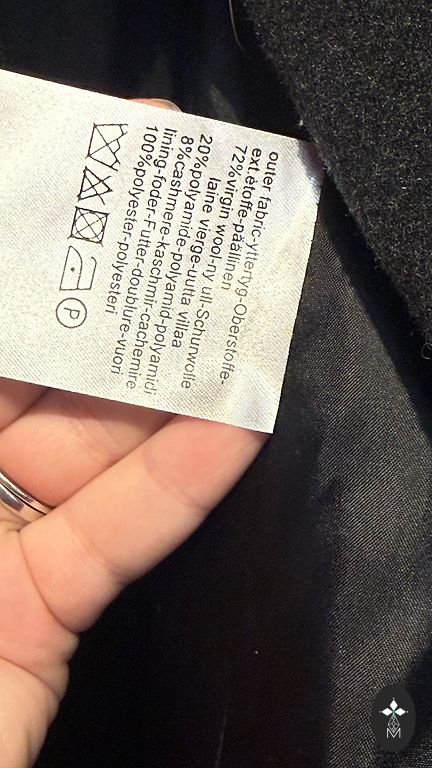 outer fabric-yttertyg-Oberstoffe-
ext.étoffe-päällinen
72%virgin wool-ny ull-Schurwolle
laine vierge-uutta villaa
20%polyamide-polyamid-polyamidi
8%cashmere-kaschmir-cachemire
lining-foder-Futter-doublure-vuori
100%polyester-polyesteri
P
M